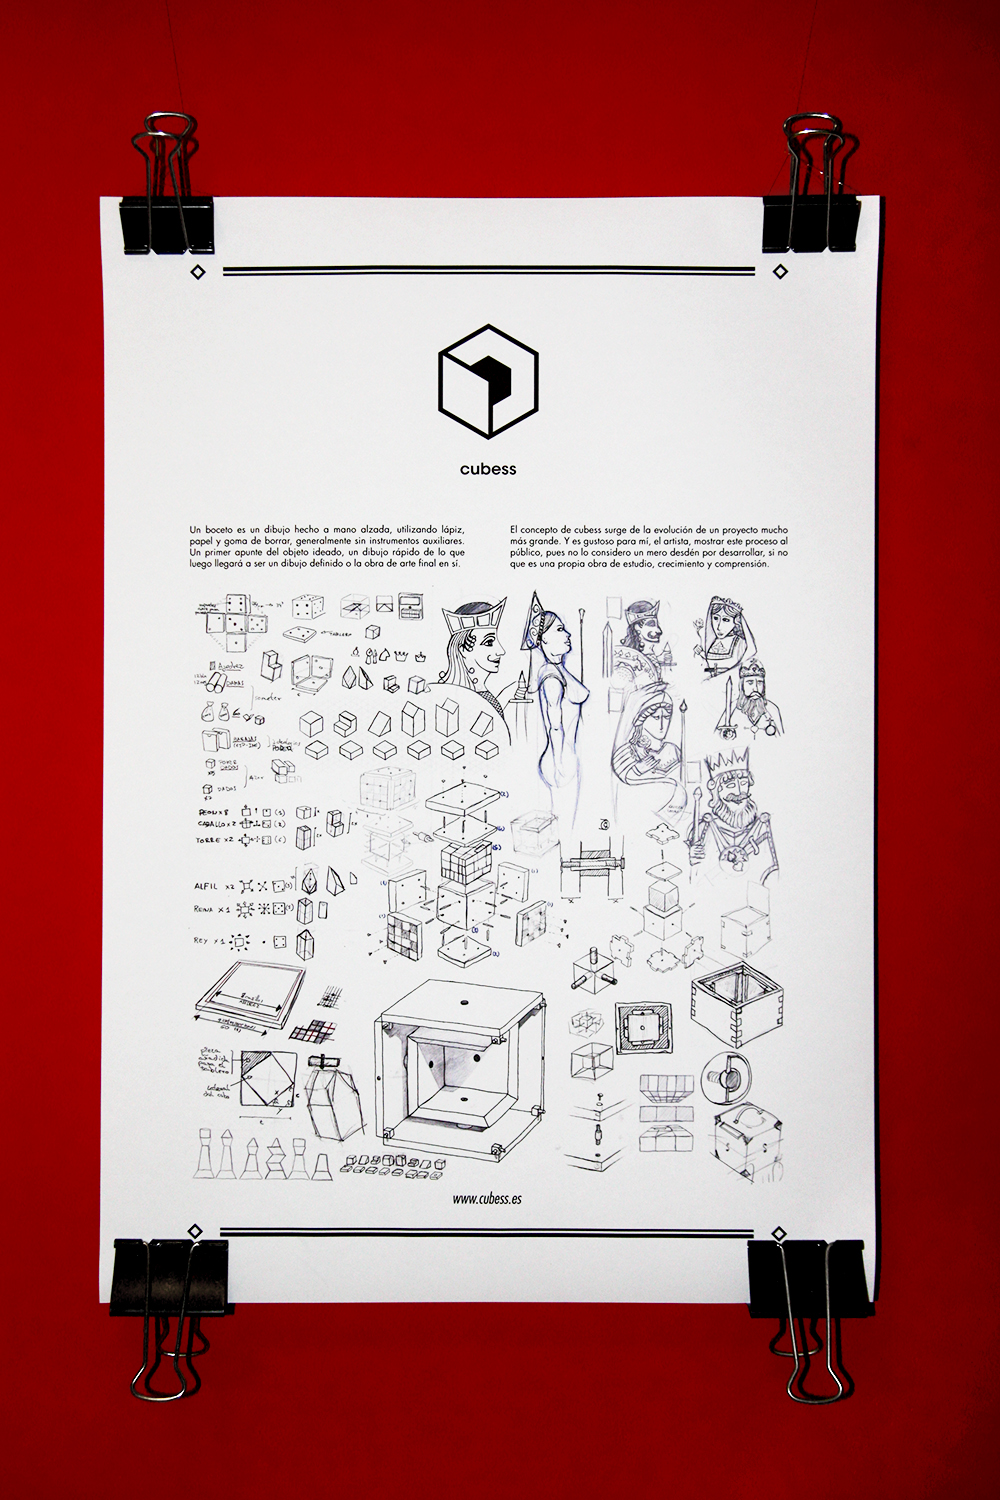 cubess
Un boceto es un dibujo hecho a mano alzada, utilizando lápiz,
papel y goma de borrar, generalmente sin instrumentos auxiliares.
Un primer apunte del objeto ideado, un dibujo rápido de lo que
luego llegará a ser un dibujo definido o la obra de arte final en sí.
El concepto de cubess surge de la evolución de un proyecto mucho
más grande. Y es gustoso para mí, el artista, mostrar este proceso al
público, pues no lo considero un mero desdén por desarrollar, si no
que es una propia obra de estudio, crecimiento y comprensión.
Ajedrez
DAMAS
DADOS
PEON x 8
CABALLO x 2
TORRE x2
ALFIL x2
REINA x 1
REY x1
www.cubess.es